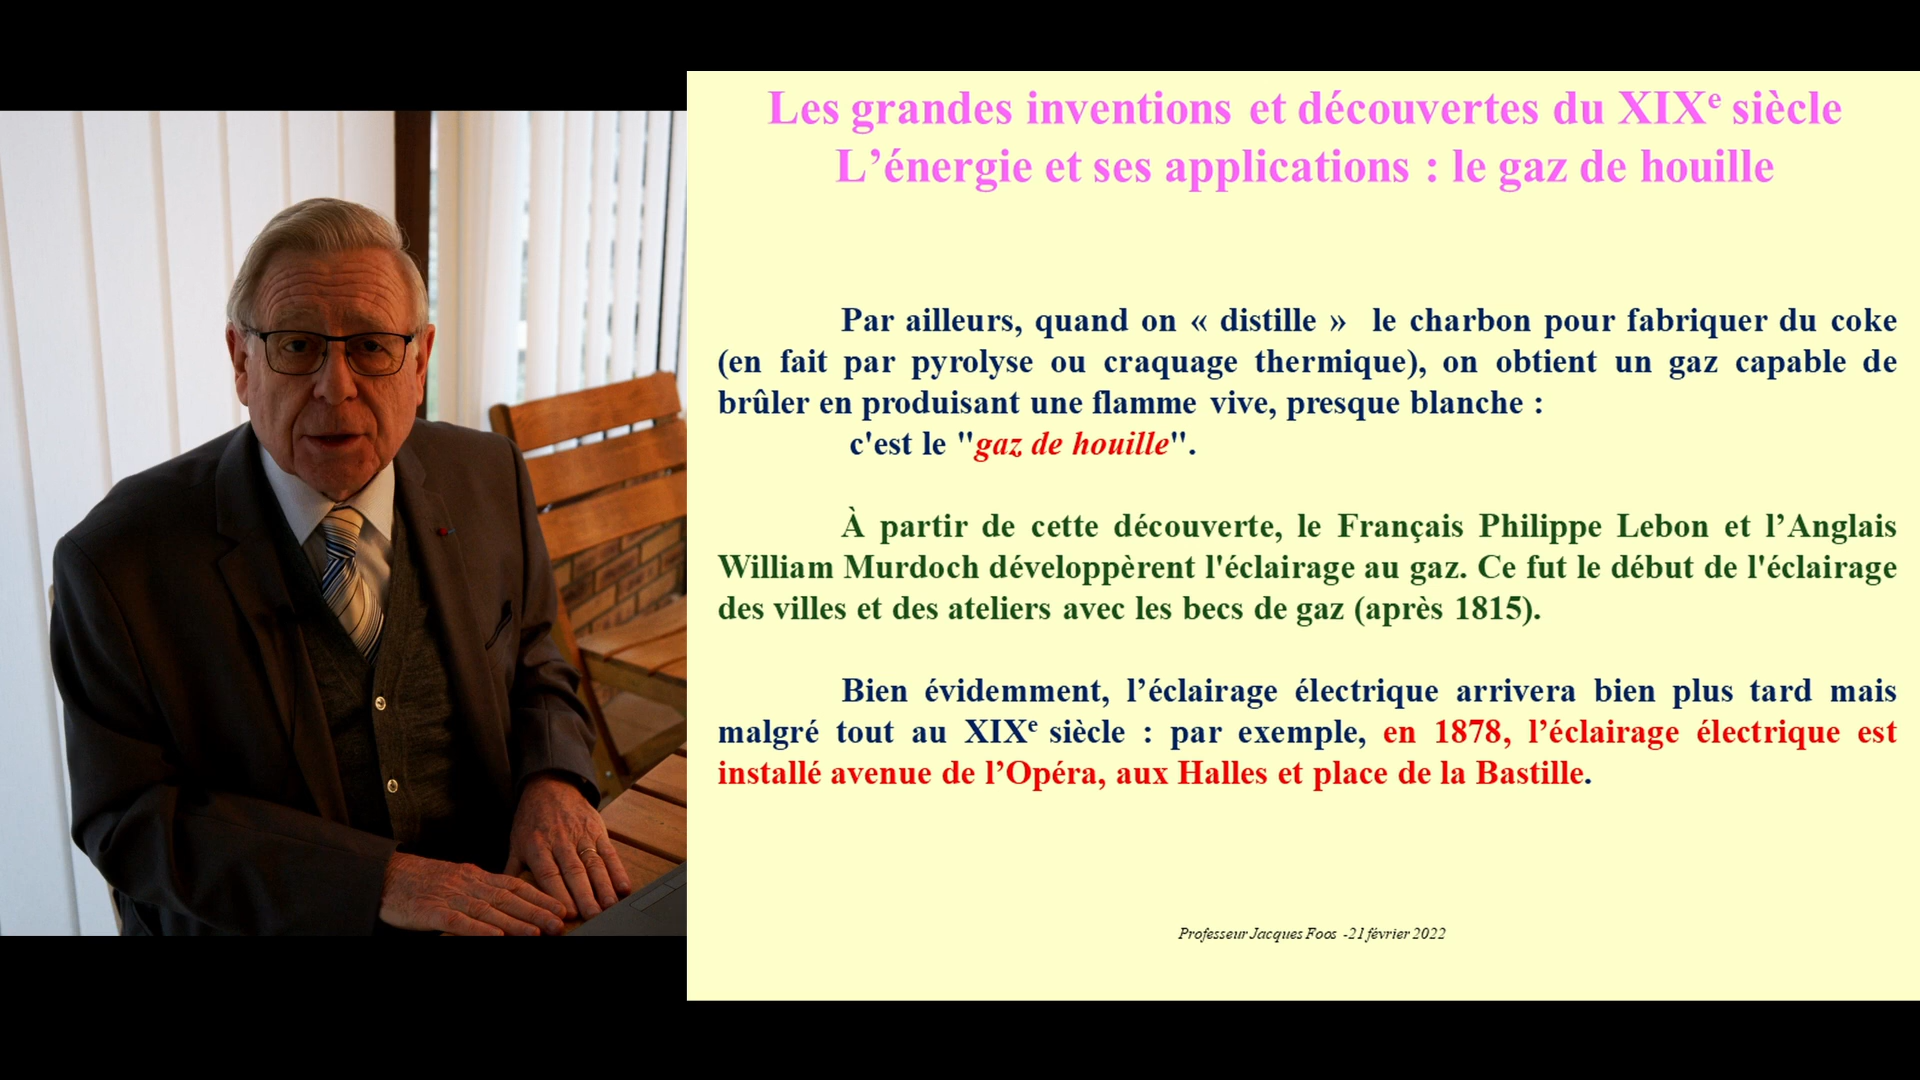 Les grandes inventions et découvertes du XIXe siècle
L’énergie et ses applications : le gaz de houille
Par ailleurs, quand on « distille » le charbon pour fabriquer du coke
(en fait par pyrolyse ou craquage thermique), on obtient un gaz capable de
brûler en produisant une flamme vive, presque blanche :
c'est le "gaz de houille".
À partir de cette découverte, le Français Philippe Lebon et l’Anglais
William Murdoch développèrent l'éclairage au gaz. Ce fut le début de l'éclairage
des villes et des ateliers avec les becs de gaz (après 1815).
Bien évidemment, l’éclairage électrique arrivera bien plus tard mais
malgré tout au XIXe siècle : par exemple, en 1878, l’éclairage électrique est
installé avenue de l’Opéra, aux Halles et place de la Bastille.
Professeur Jacques Foos -21 février 2022